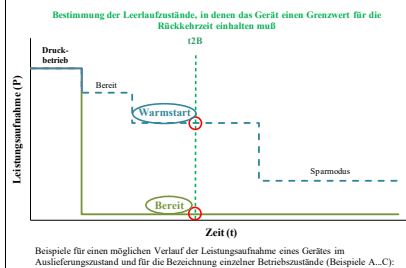 Bestimmung der Leerlaufzustände, in denen das Gerät einen Grenzwert für die
Rückkehrzeit einhalten muß
t2B
Druck-
betrieb
Bereit
Warmstart
Leistungsaufnahme (P)
Sparmodus
Bereit
Zeit (t)
Beispiele für einen möglichen Verlauf der Leistungsaufnahme eines Gerätes im
Auslieferungszustand und für die Bezeichnung einzelner Betriebszustände (Beispiele A...C):